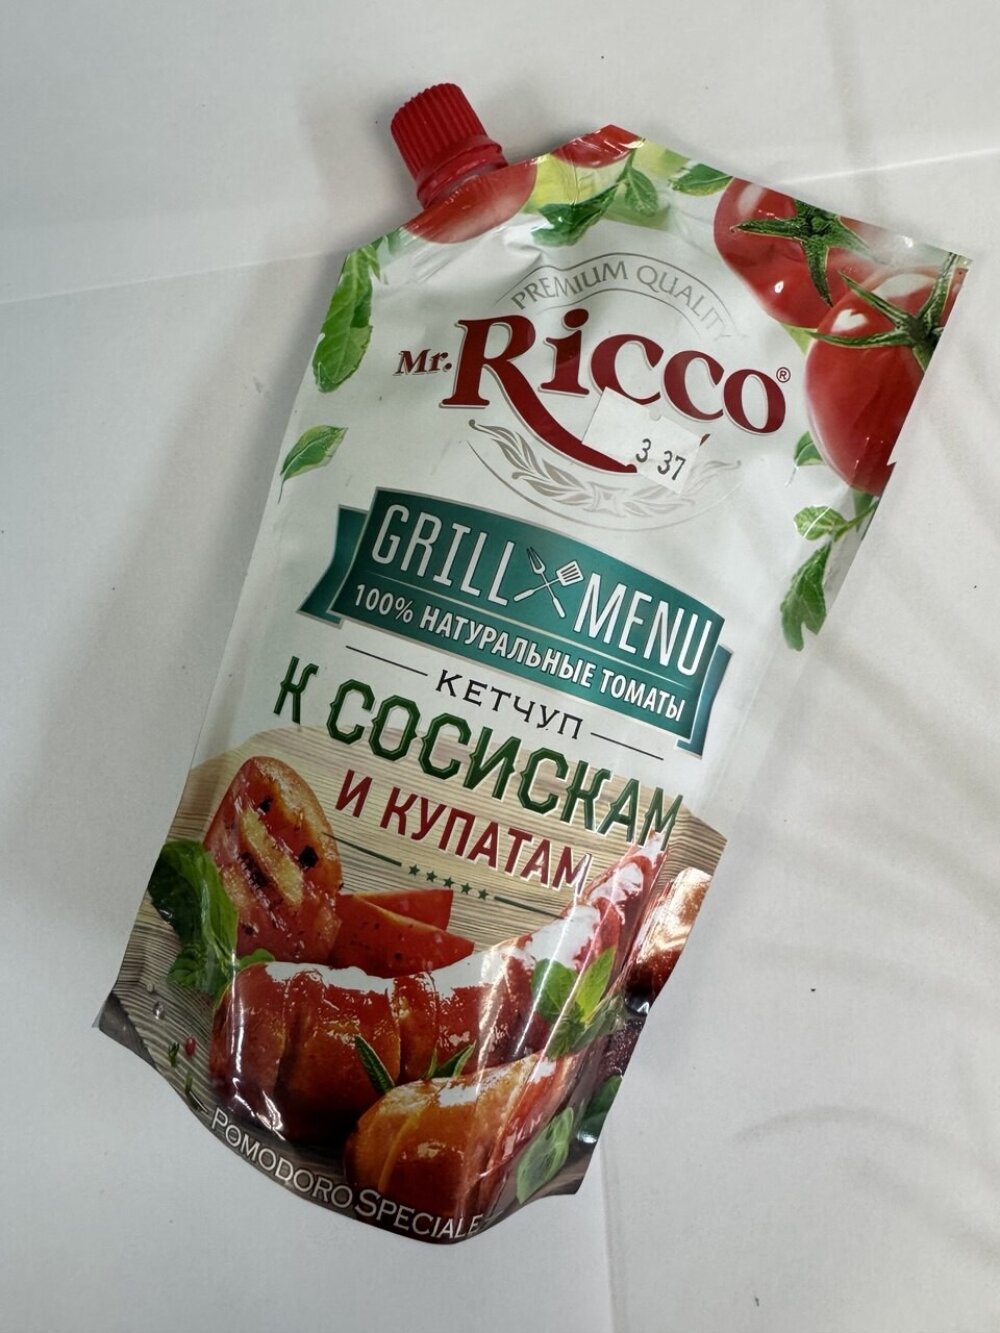 PREMIUM QUALITY
Mr. Ricco®
3 37
GRILL MENU
100% НАТУРАЛЬНЫЕ ТОМАТЫ
КЕТЧУП
К СОСИСКАМ
И КУПАТАМ
POMODORO SPECIALE